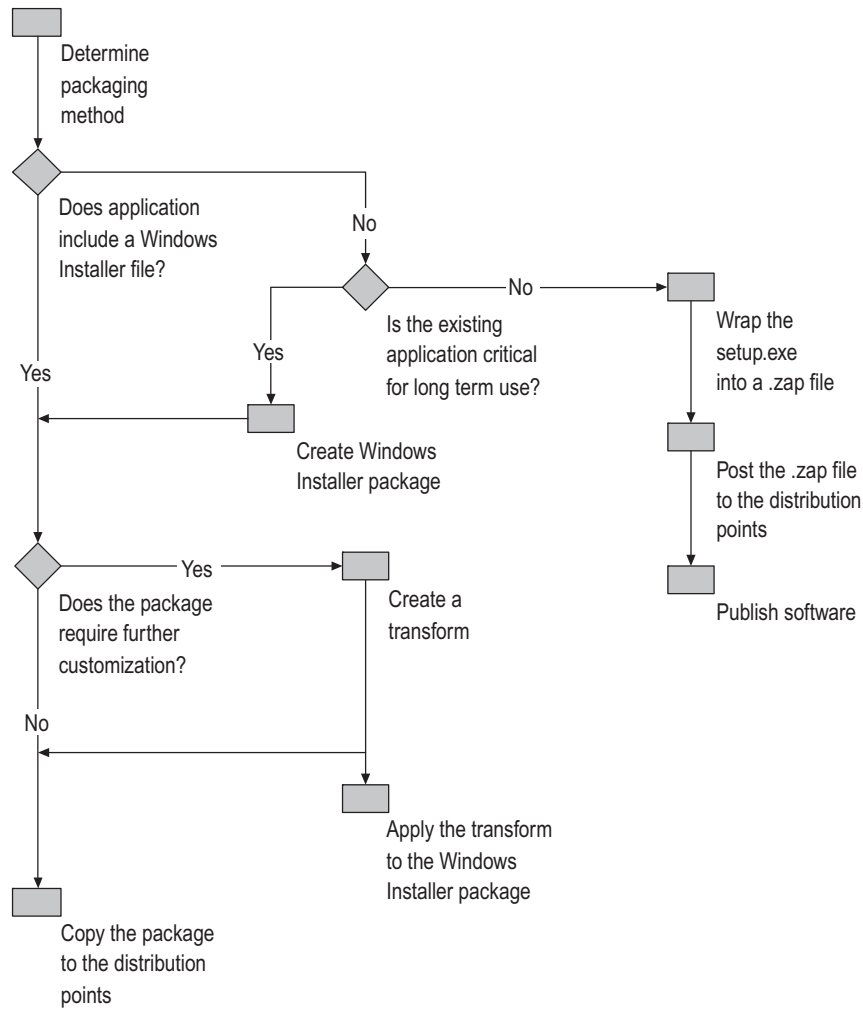 Determine
packaging
method
Does application
include a Windows
Installer file?
No
No
Is the existing
application critical
for long term use?
Wrap the
setup.exe
into a .zap file
Yes
Yes
Create Windows
Installer package
Post the .zap file
to the distribution
points
Yes
Does the package
require further
customization?
Create a
transform
Publish software
No
Apply the transform
to the Windows
Installer package
Copy the package
to the distribution
points